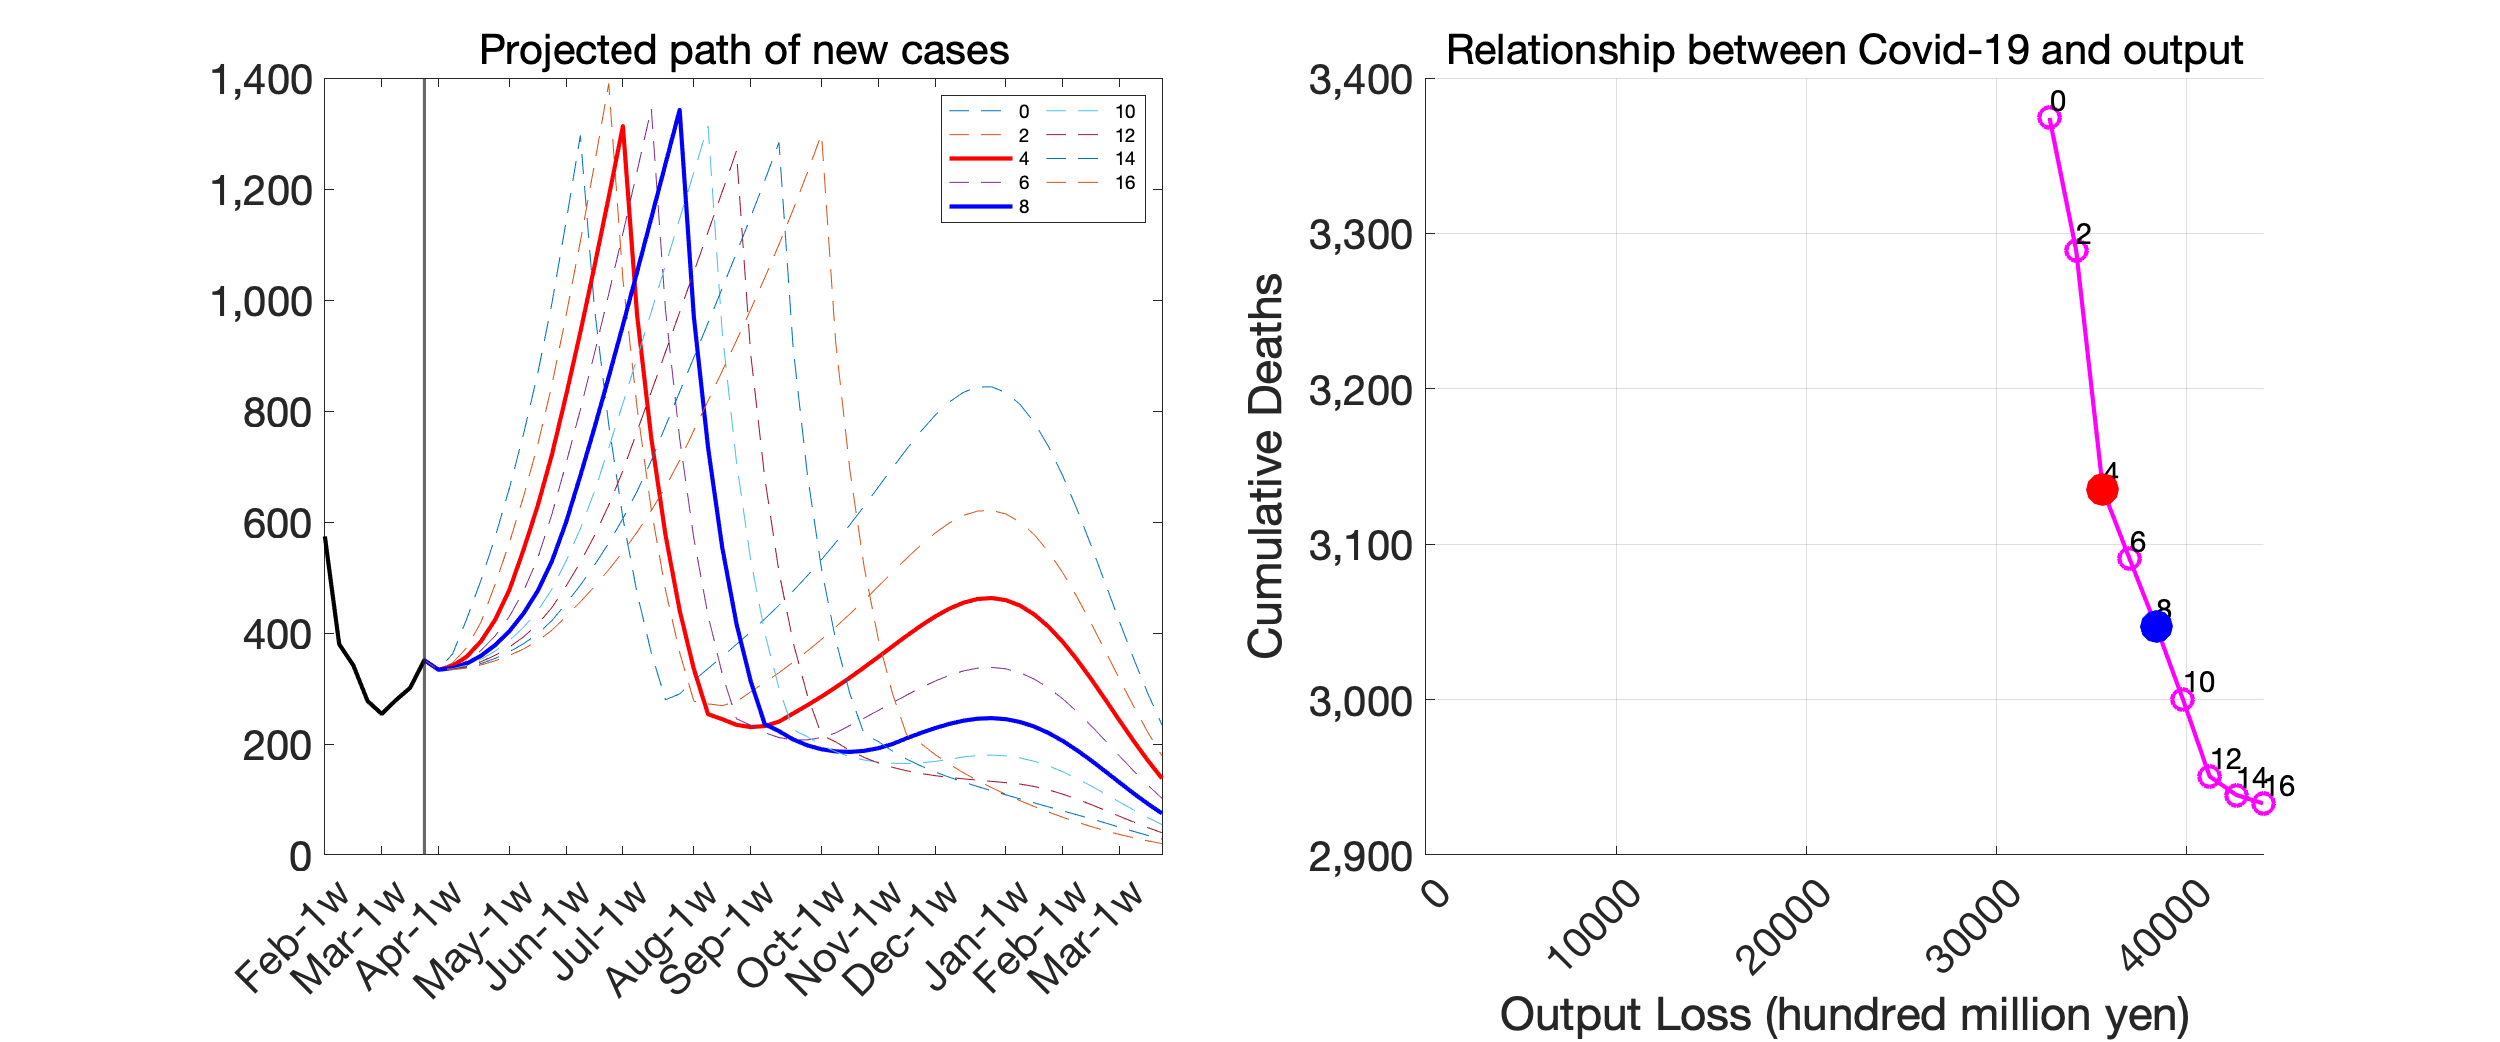 Projected path of new cases
1,400
1,200
1,000
800
600
400
200
0
0 10
2 12
4 14
6 16
8
Feb-1w
Mar-1w
Apr-1w
May-1w
Jun-1w
Jul-1w
Aug-1w
Sep-1w
Oct-1w
Nov-1w
Dec-1w
Jan-1w
Feb-1w
Mar-1w
Relationship between Covid-19 and output
Cumulative Deaths
3,400
3,300
3,200
3,100
3,000
2,900
0
2
4
6
8
10
12
14
16
0
10000
20000
30000
40000
Output Loss (hundred million yen)